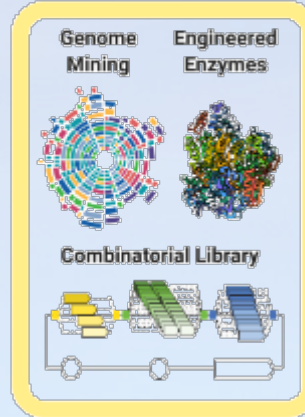 Genome
Mining
Engineered
Enzymes
Combinatorial Library